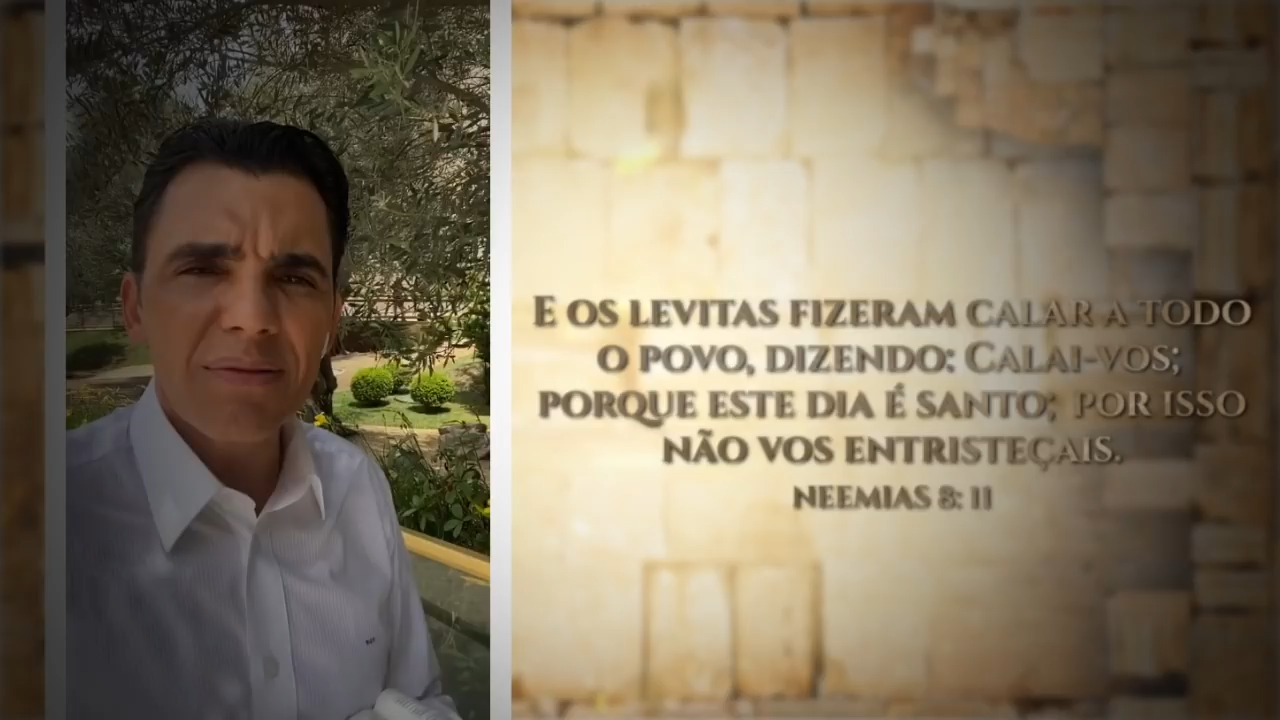 E OS LEVITAS FIZERAM CALAR A TODO
O POVO, DIZENDO: CALAI-VOS;
PORQUE ESTE DIA É SANTO; POR ISSO
NÃO VOS ENTRISTEÇAIS.
NEEMIAS 8: 11